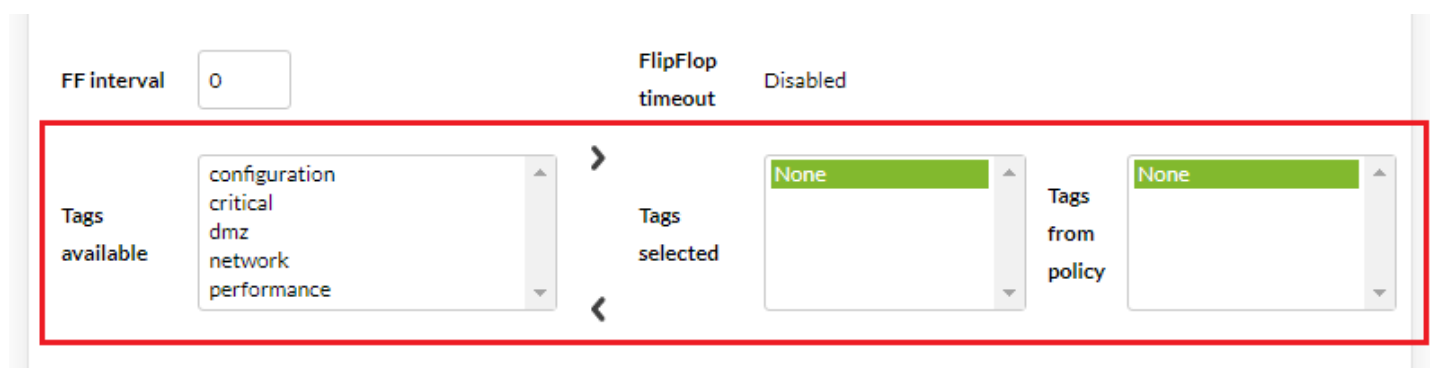 FF interval
0
FlipFlop
timeout
Disabled
Tags
available
configuration
critical
dmz
network
performance
Tags
selected
None
Tags
from
policy
None